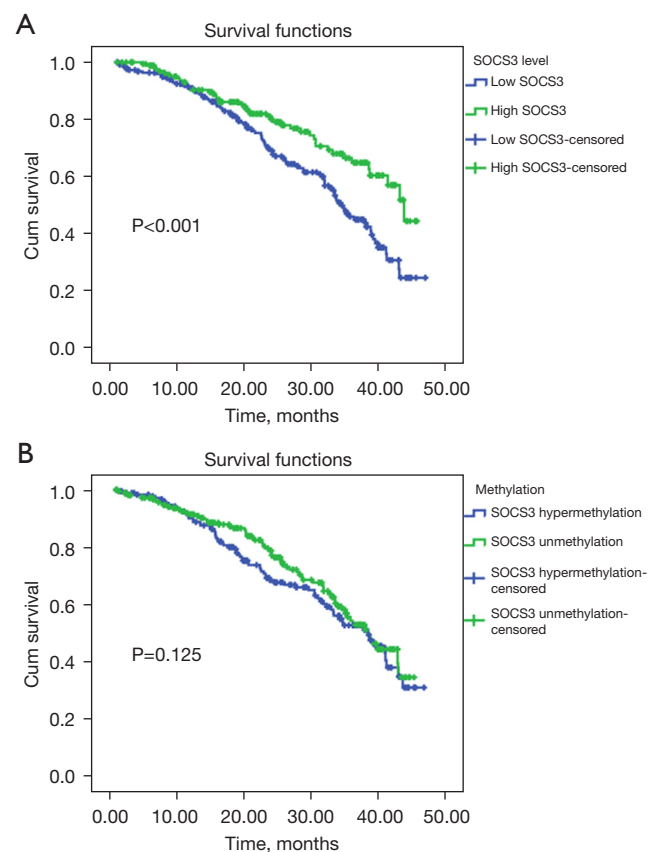 A
Survival functions
1.0
0.8
0.6
0.4
0.2
0.0
Cum survival
P<0.001
0.00 10.00 20.00 30.00 40.00 50.00
Time, months
SOCS3 level
Low SOCS3
High SOCS3
Low SOCS3-censored
High SOCS3-censored
B
Survival functions
1.0
0.8
0.6
0.4
0.2
0.0
Cum survival
P=0.125
0.00 10.00 20.00 30.00 40.00 50.00
Time, months
Methylation
SOCS3 hypermethylation
SOCS3 unmethylation
SOCS3 hypermethylation-
censored
SOCS3 unmethylation-
censored